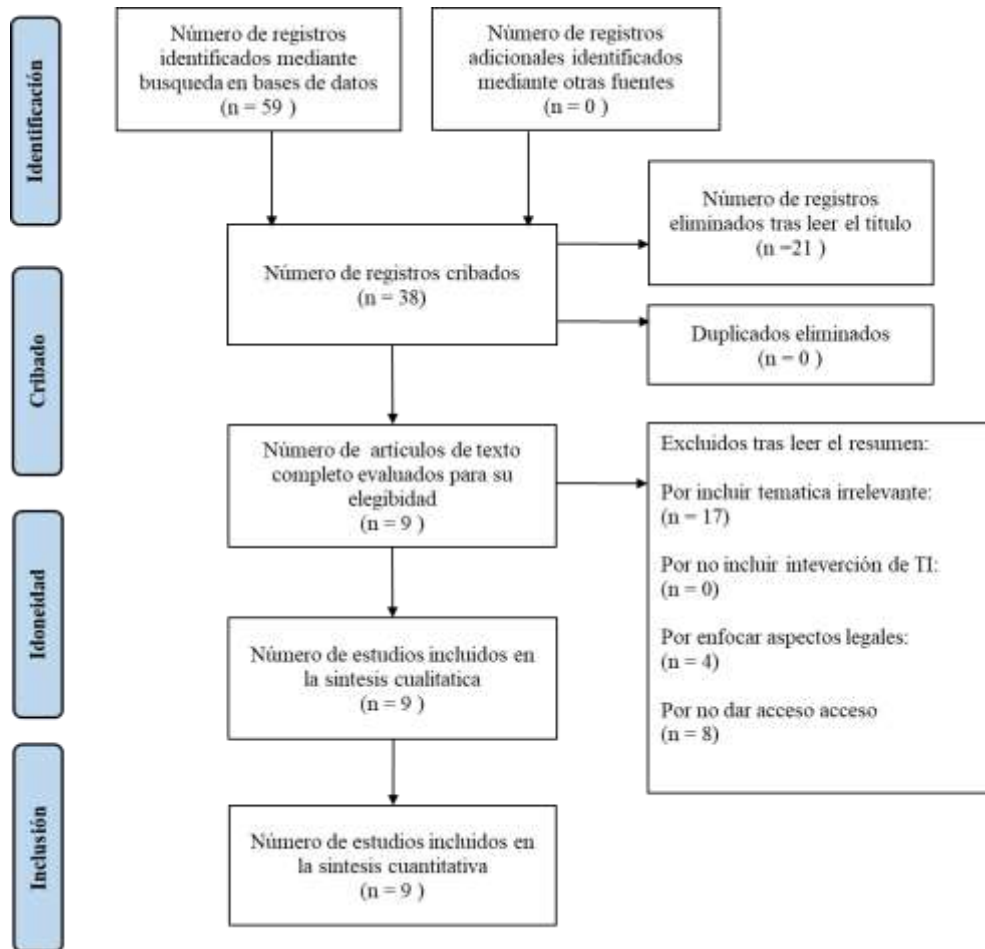 Identificación
Número de registros
identificados mediante
busqueda en bases de datos
(n = 59 )
Número de registros
adicionales identificados
mediante otras fuentes
(n = 0 )
Número de registros
eliminados tras leer el título
(n =21 )
Cribado
Número de registros cribados
(n = 38)
Duplicados eliminados
(n = 0 )
Número de artículos de texto
completo evaluados para su
elegibidad
(n = 9 )
Excluidos tras leer el resumen:
Por incluir tematica irrelevante:
(n = 17)
Por no incluir inteverción de TI:
(n = 0)
Por enfocar aspectos legales:
(n = 4)
Por no dar acceso acceso
(n = 8)
Idoneidad
Número de estudios incluidos en
la sintesis cualitatica
(n = 9 )
Inclusión
Número de estudios incluidos en
la sintesis cuantitativa
(n = 9 )